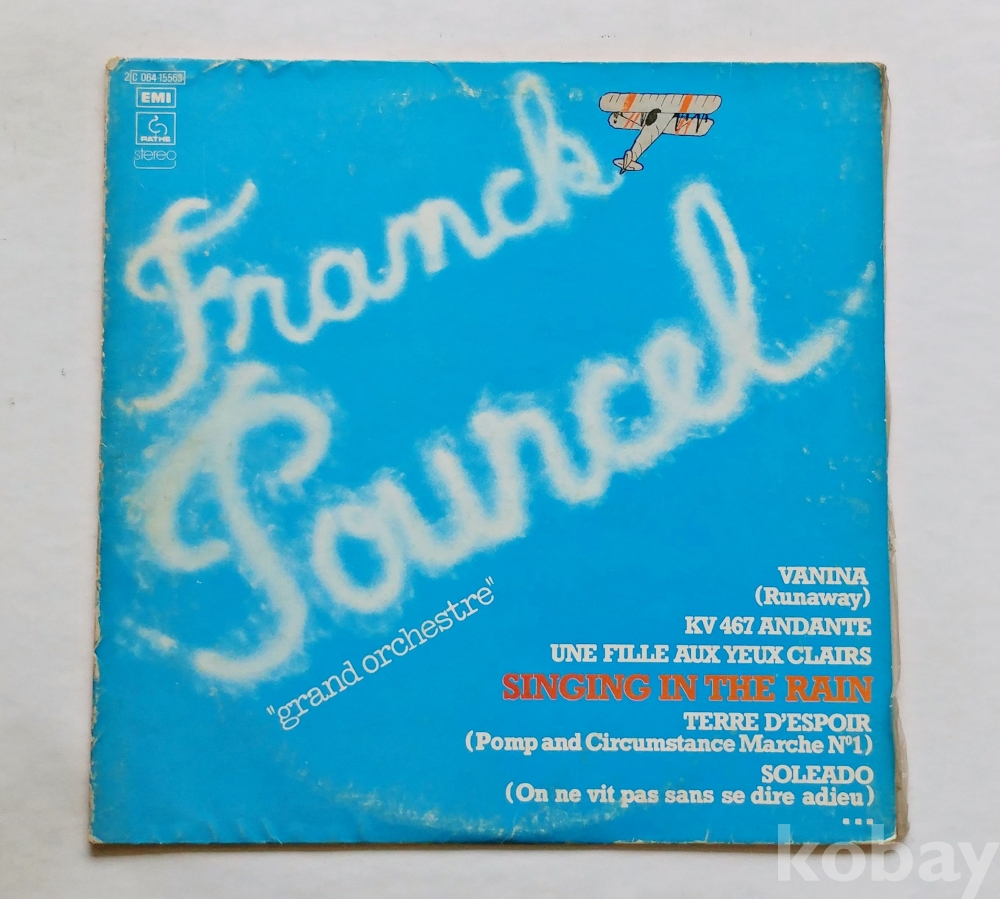 2 C 064-15563
EMI
PATHE
stereo
Franck
Pourcel
"grand orchestre"
VANINA
(Runaway)
KV 467 ANDANTE
UNE FILLE AUX YEUX CLAIRS
SINGING IN THE RAIN
TERRE D'ESPOIR
(Pomp and Circumstance Marche Nº1)
SOLEADO
(On ne vit pas sans se dire adieu)
...
kobay